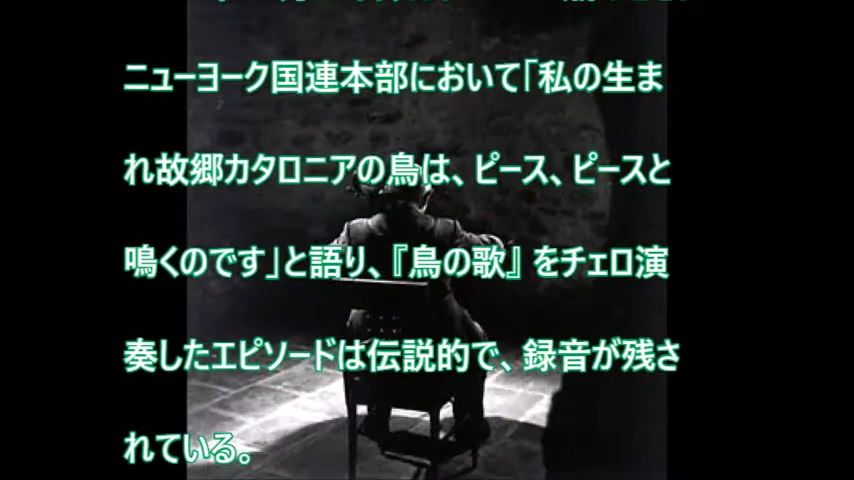 ニューヨーク国連本部において「私の生ま
れ故郷カタロニアの鳥は、ピース、ピースと
鳴くのです」と語り、『鳥の歌』をチェロ演
奏したエピソードは伝説的で、録音が残さ
れている。